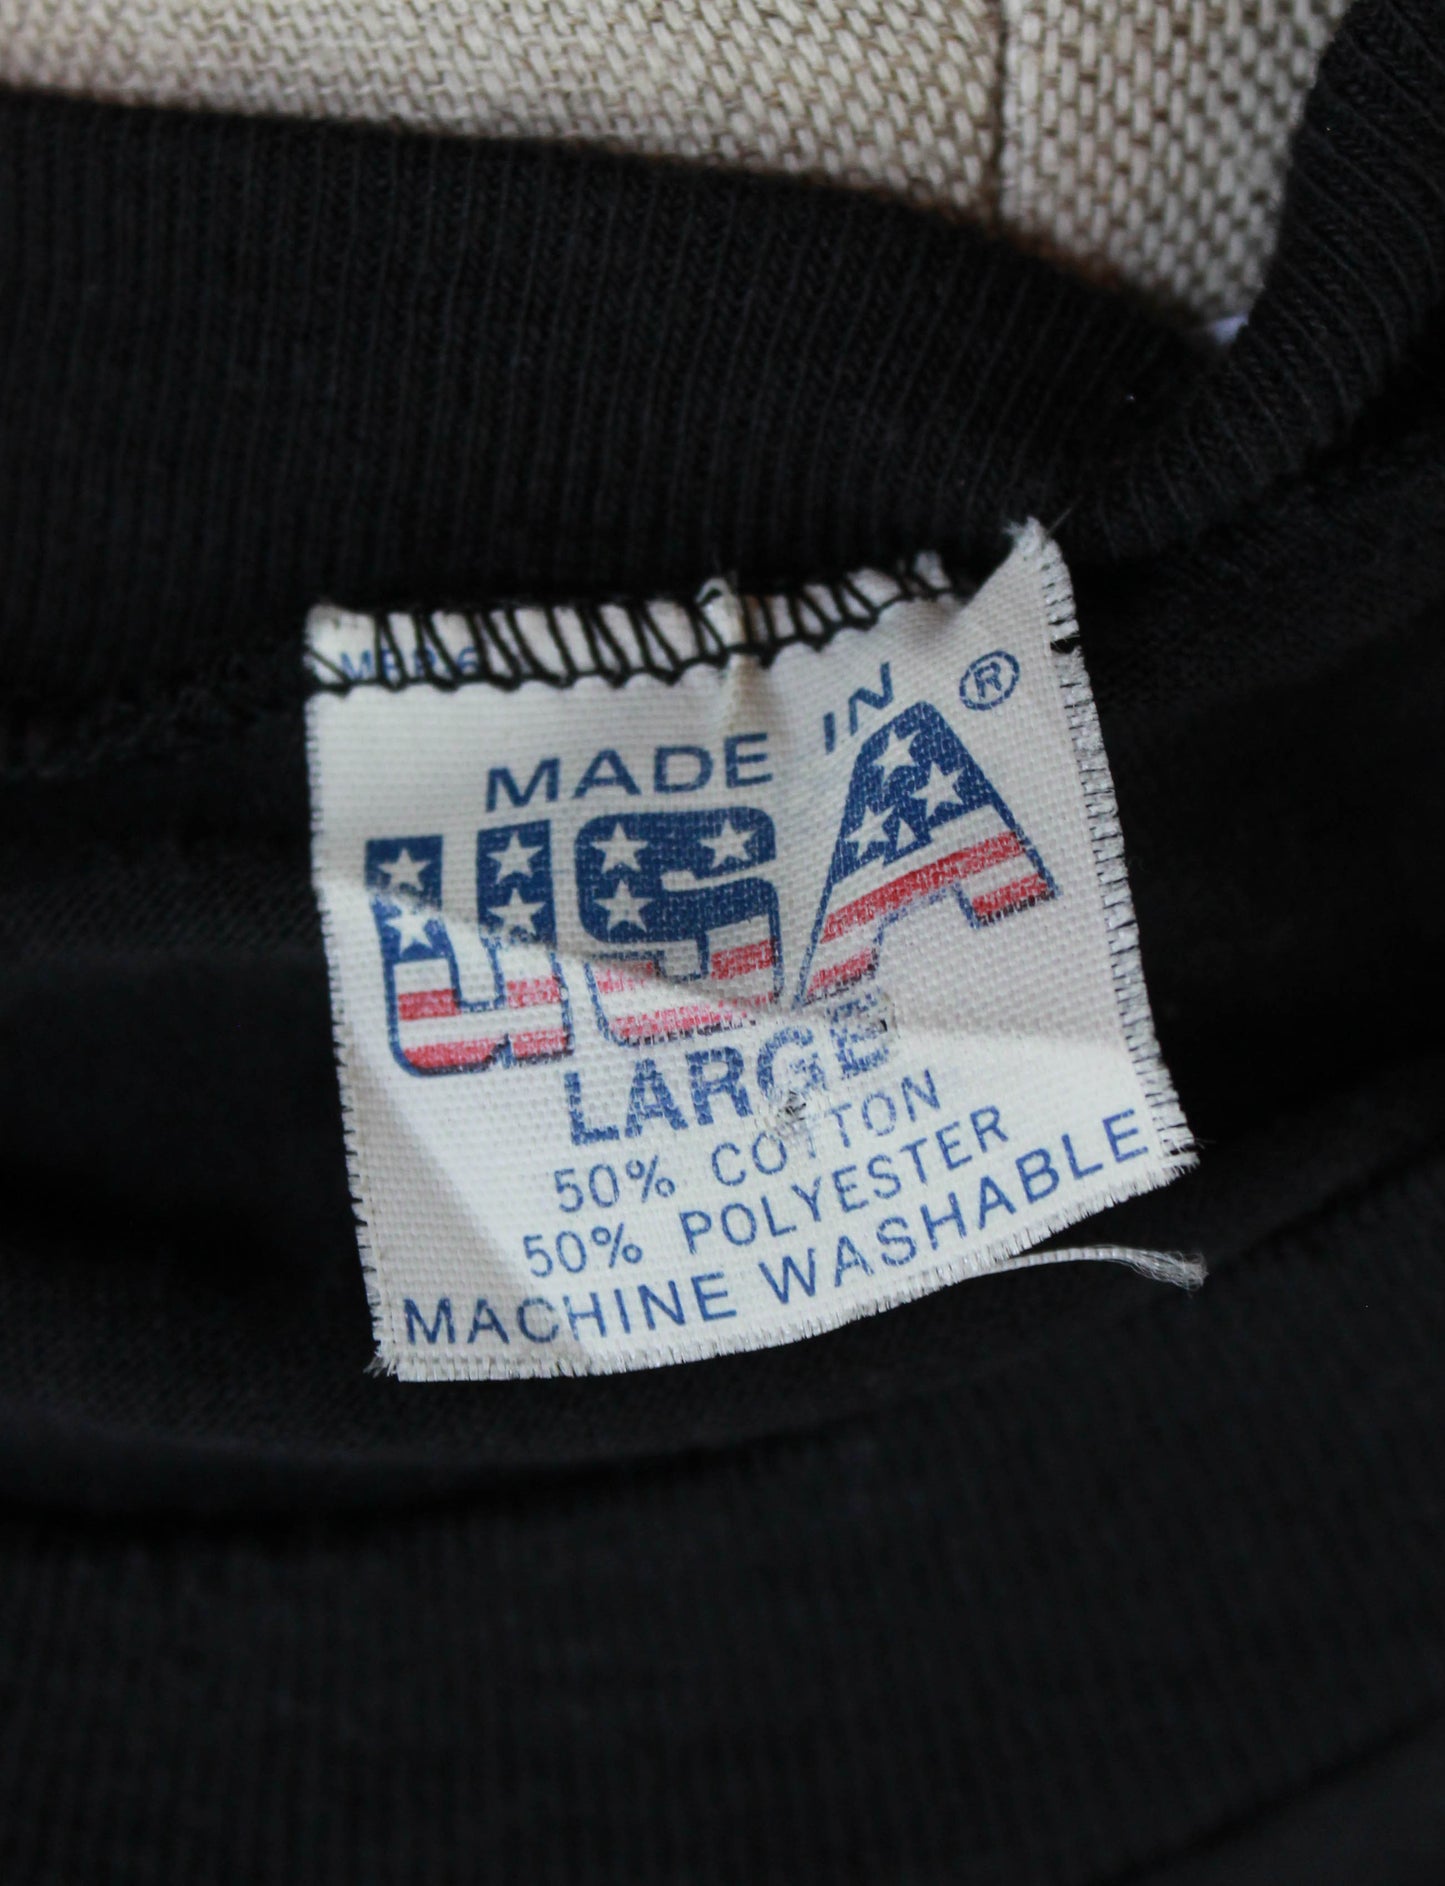 MADE IN
USA®
LARGE
50% COTTON
50% POLYESTER
MACHINE WASHABLE